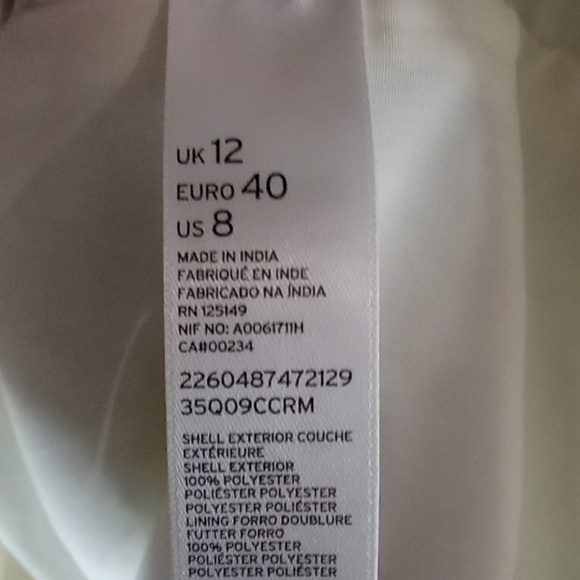 UK 12
EURO 40
US 8
MADE IN INDIA
FABRIQUÉ EN INDE
FABRICADO NA ÍNDIA
RN 125149
NIF NO: A0061711H
CA#00234
2260487472129
35Q09CCRM
SHELL EXTERIOR COUCHE
EXTÉRIEURE
SHELL EXTERIOR
100% POLYESTER
POLIÉSTER POLYESTER
POLYESTER POLIÉSTER
LINING FORRO DOUBLURE
FUTTER FORRO
100% POLYESTER
POLIÉSTER POLYESTER
POLYESTER POLIÉSTER